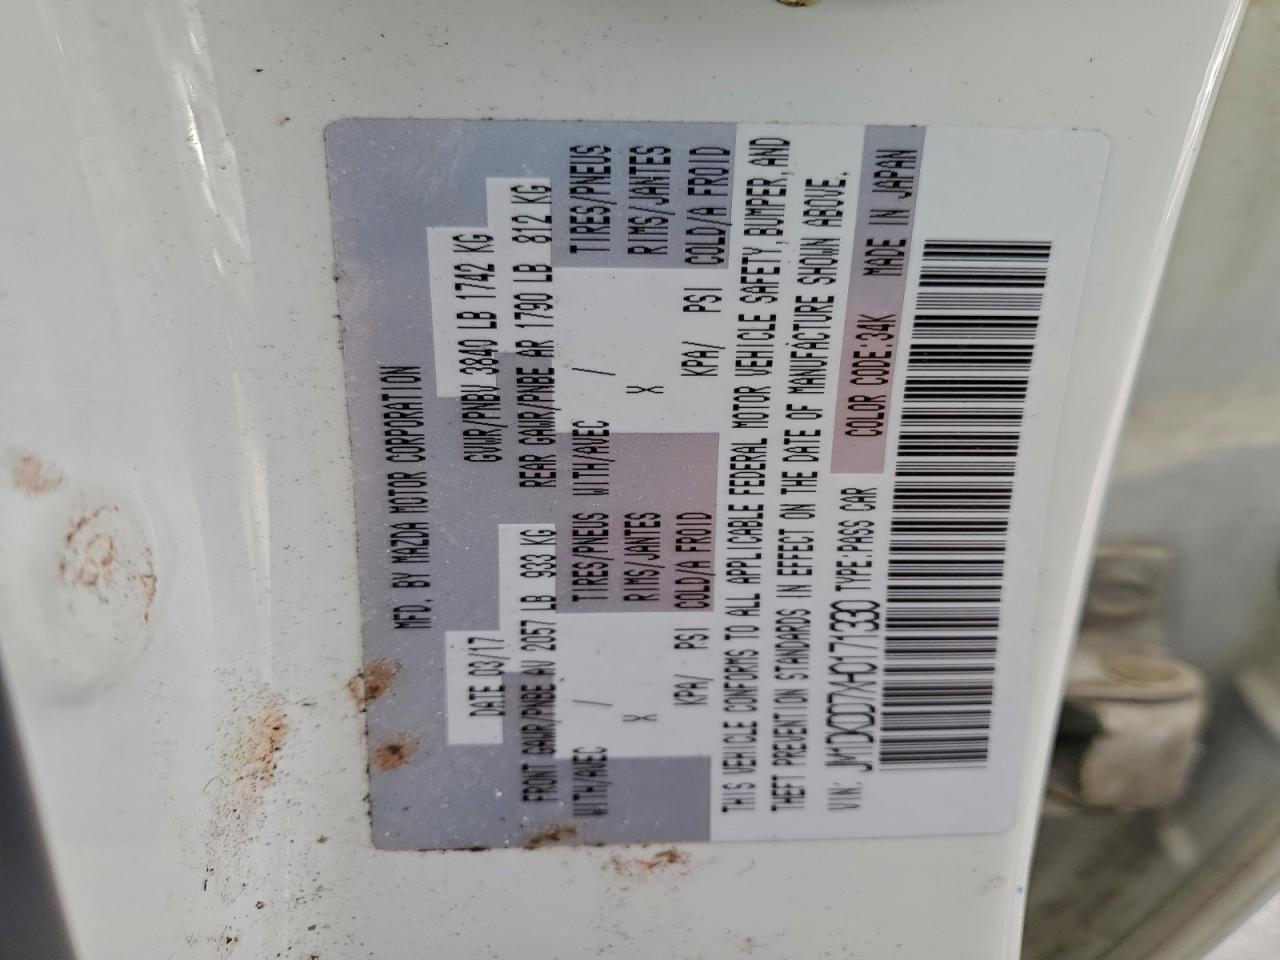 MFD. BY MAZDA MOTOR CORPORATION
DATE 03/17 GVWR/PNBV 3840 LB 1742 KG
FRONT GAWR/PNBE AV 2057 LB 933 KG REAR GAWR/PNBE AR 1790 LB 812 KG
WITH/AVEC / TIRES/PNEUS WITH/AVEC / TIRES/PNEUS
X RIMS/JANTES X RIMS/JANTES
KPA/ PSI COLD/A FROID KPA/ PSI COLD/A FROID
THIS VEHICLE CONFORMS TO ALL APPLICABLE FEDERAL MOTOR VEHICLE SAFETY, BUMPER, AND
THEFT PREVENTION STANDARDS IN EFFECT ON THE DATE OF MANUFACTURE SHOWN ABOVE.
VIN: TYPE:PASS CAR COLOR CODE:34K MADE IN JAPAN